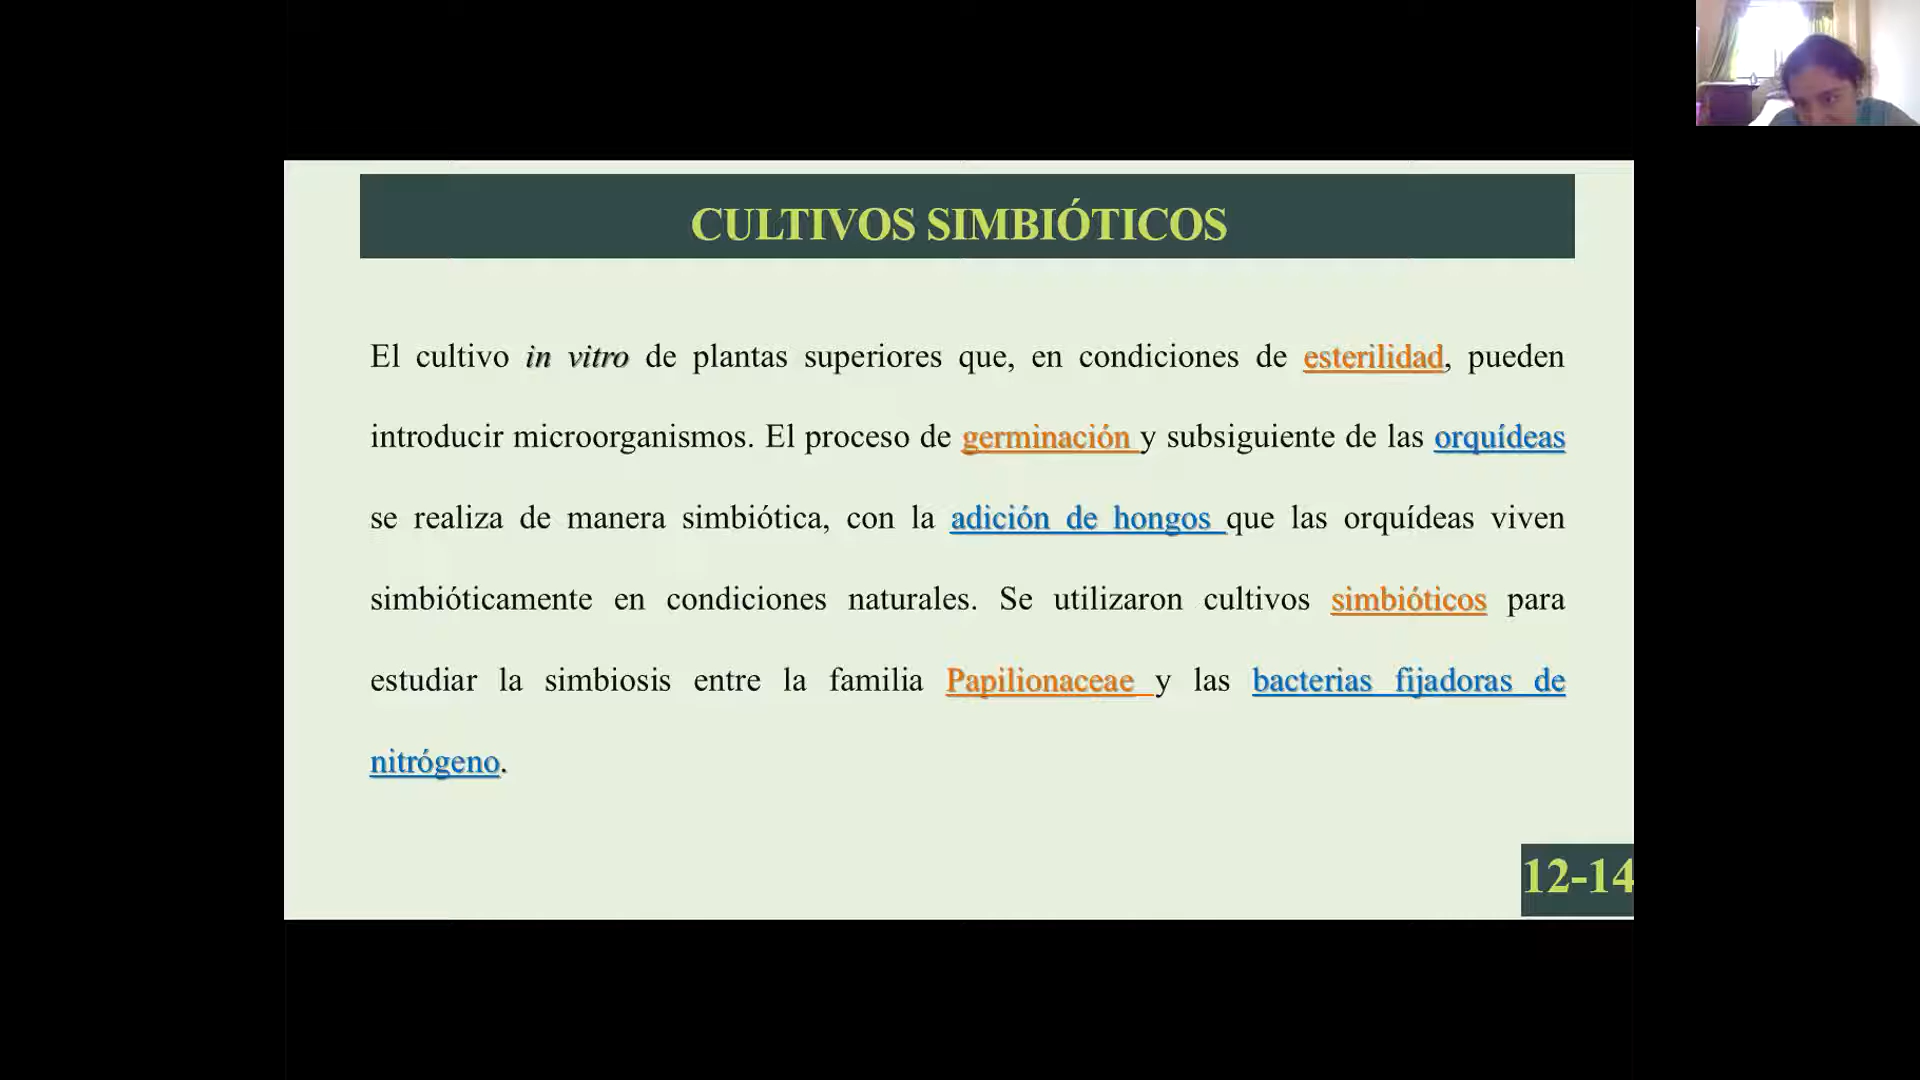 CULTIVOS SIMBIÓTICOS
El cultivo in vitro de plantas superiores que, en condiciones de esterilidad, pueden
introducir microorganismos. El proceso de germinación y subsiguiente de las orquídeas
se realiza de manera simbiótica, con la adición de hongos que las orquídeas viven
simbióticamente en condiciones naturales. Se utilizaron cultivos simbióticos para
estudiar la simbiosis entre la familia Papilionaceae y las bacterias fijadoras de
nitrógeno.
12-14